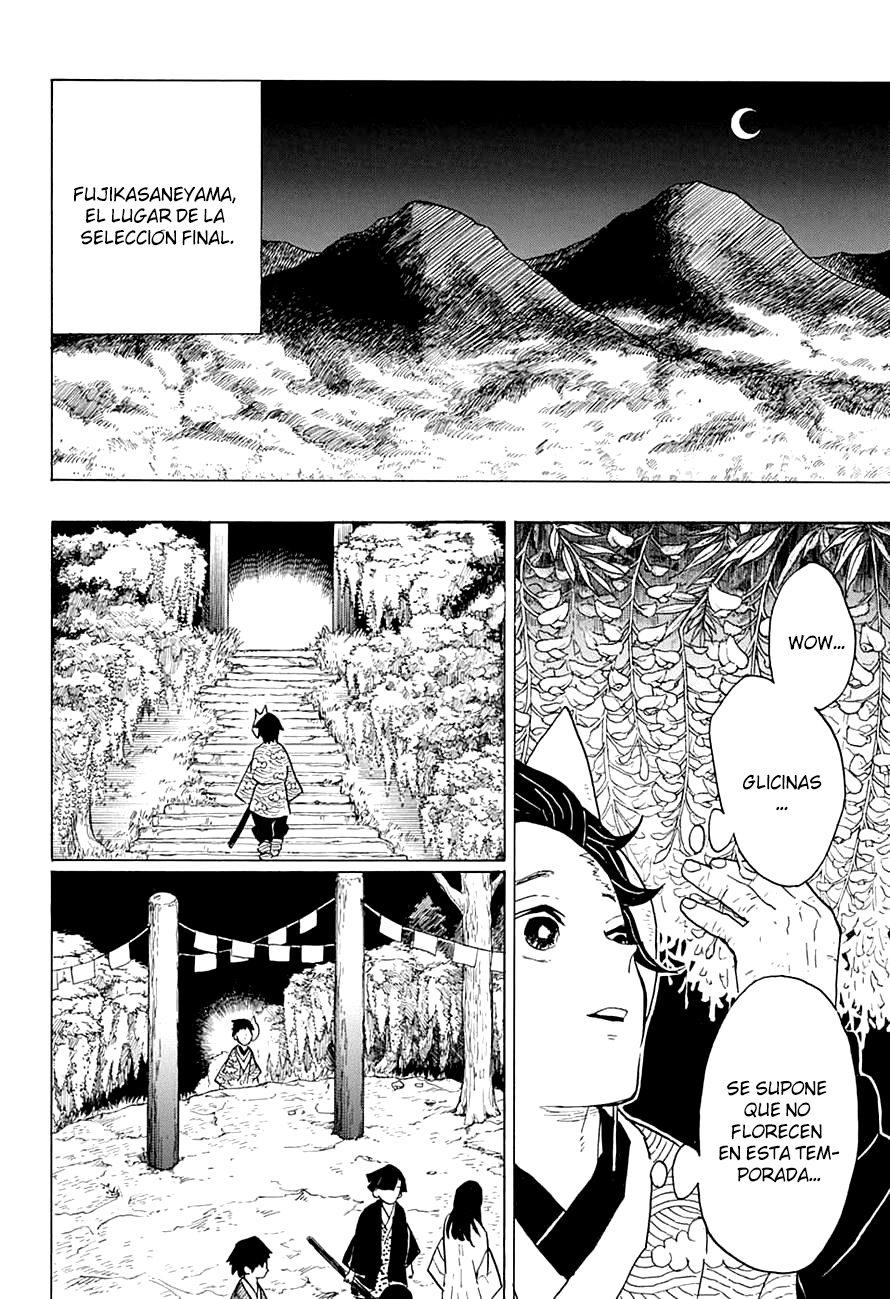 FUJIKASANEYAMA,
EL LUGAR DE LA
SELECCIÓN FINAL.
WOW...
GLICINAS
...
SE SUPONE
QUE NO
FLORECEN
EN ESTA TEM-
PORADA...